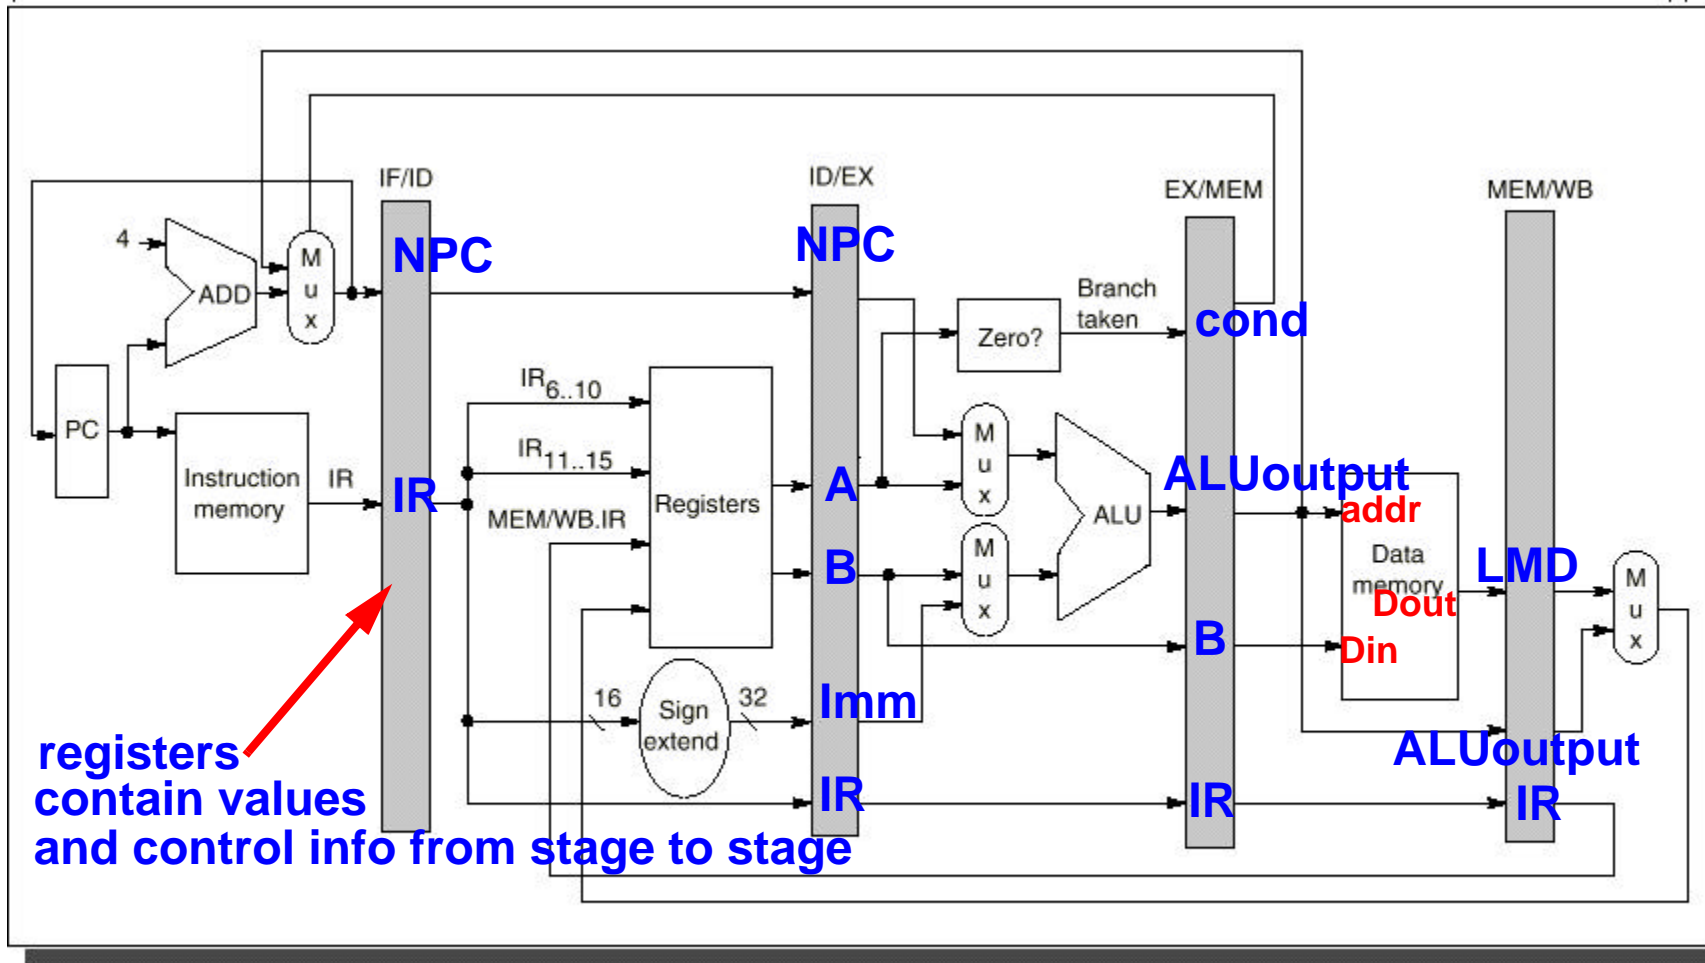 IF/ID
ID/EX
EX/MEM
MEM/WB
4
ADD
M
u
x
NPC
NPC
Branch
taken
Zero?
cond
PC
Instruction
memory
IR
IR
IR6..10
IR11..15
MEM/WB.IR
Registers
A
B
M
u
x
M
u
x
ALU
ALUoutput
addr
Data
memory
Dout
Din
LMD
M
u
x
B
16
Sign
extend
32
Imm
ALUoutput
IR
IR
IR
registers
contain values
and control info from stage to stage